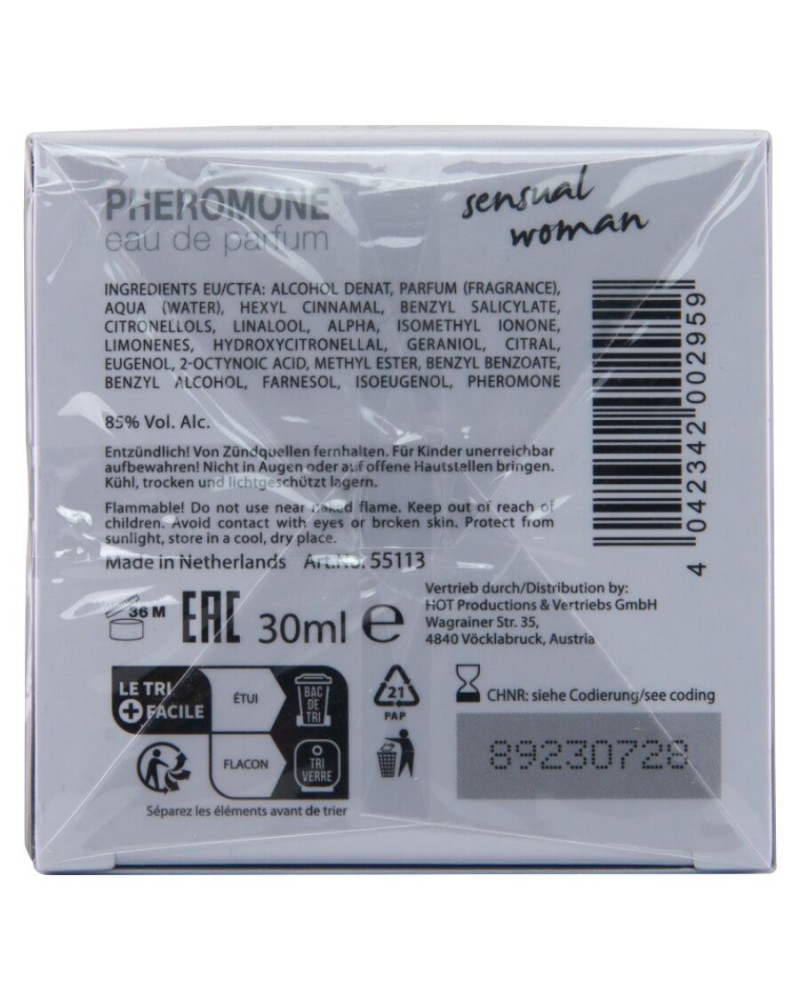 PHEROMONE
eau de parfum
sensual
woman
INGREDIENTS EU/CTFA: ALCOHOL DENAT, PARFUM (FRAGRANCE),
AQUA (WATER), HEXYL CINNAMAL, BENZYL SALICYLATE,
CITRONELLOLS, LINALOOL, ALPHA, ISOMETHYL IONONE,
LIMONENES, HYDROXYCITRONELLAL, GERANIOL, CITRAL,
EUGENOL, 2-OCTYNOIC ACID, METHYL ESTER, BENZYL BENZOATE,
BENZYL ALCOHOL, FARNESOL, ISOEUGENOL, PHEROMONE
85% Vol. Alc.
Entzündlich! Von Zündquellen fernhalten. Für Kinder unerreichbar
aufbewahren! Nicht in Augen oder auf offene Hautstellen bringen.
Kühl, trocken und lichtgeschützt lagern.
Flammable! Do not use near naked flame. Keep out of reach of
children. Avoid contact with eyes or broken skin. Protect from
sunlight, store in a cool, dry place.
Made in Netherlands Art.No: 55113
4 042342 002959
36 M
EAC
30ml e
Vertrieb durch/Distribution by:
HOT Productions & Vertriebs GmbH
Wagrainer Str. 35,
4840 Vöcklabruck, Austria
LE TRI
+ FACILE
ÉTUI
BAC
DE
TRI
FLACON
TRI
VERRE
Séparez les éléments avant de trier
21
PAP
CHNR: siehe Codierung/see coding
89230728